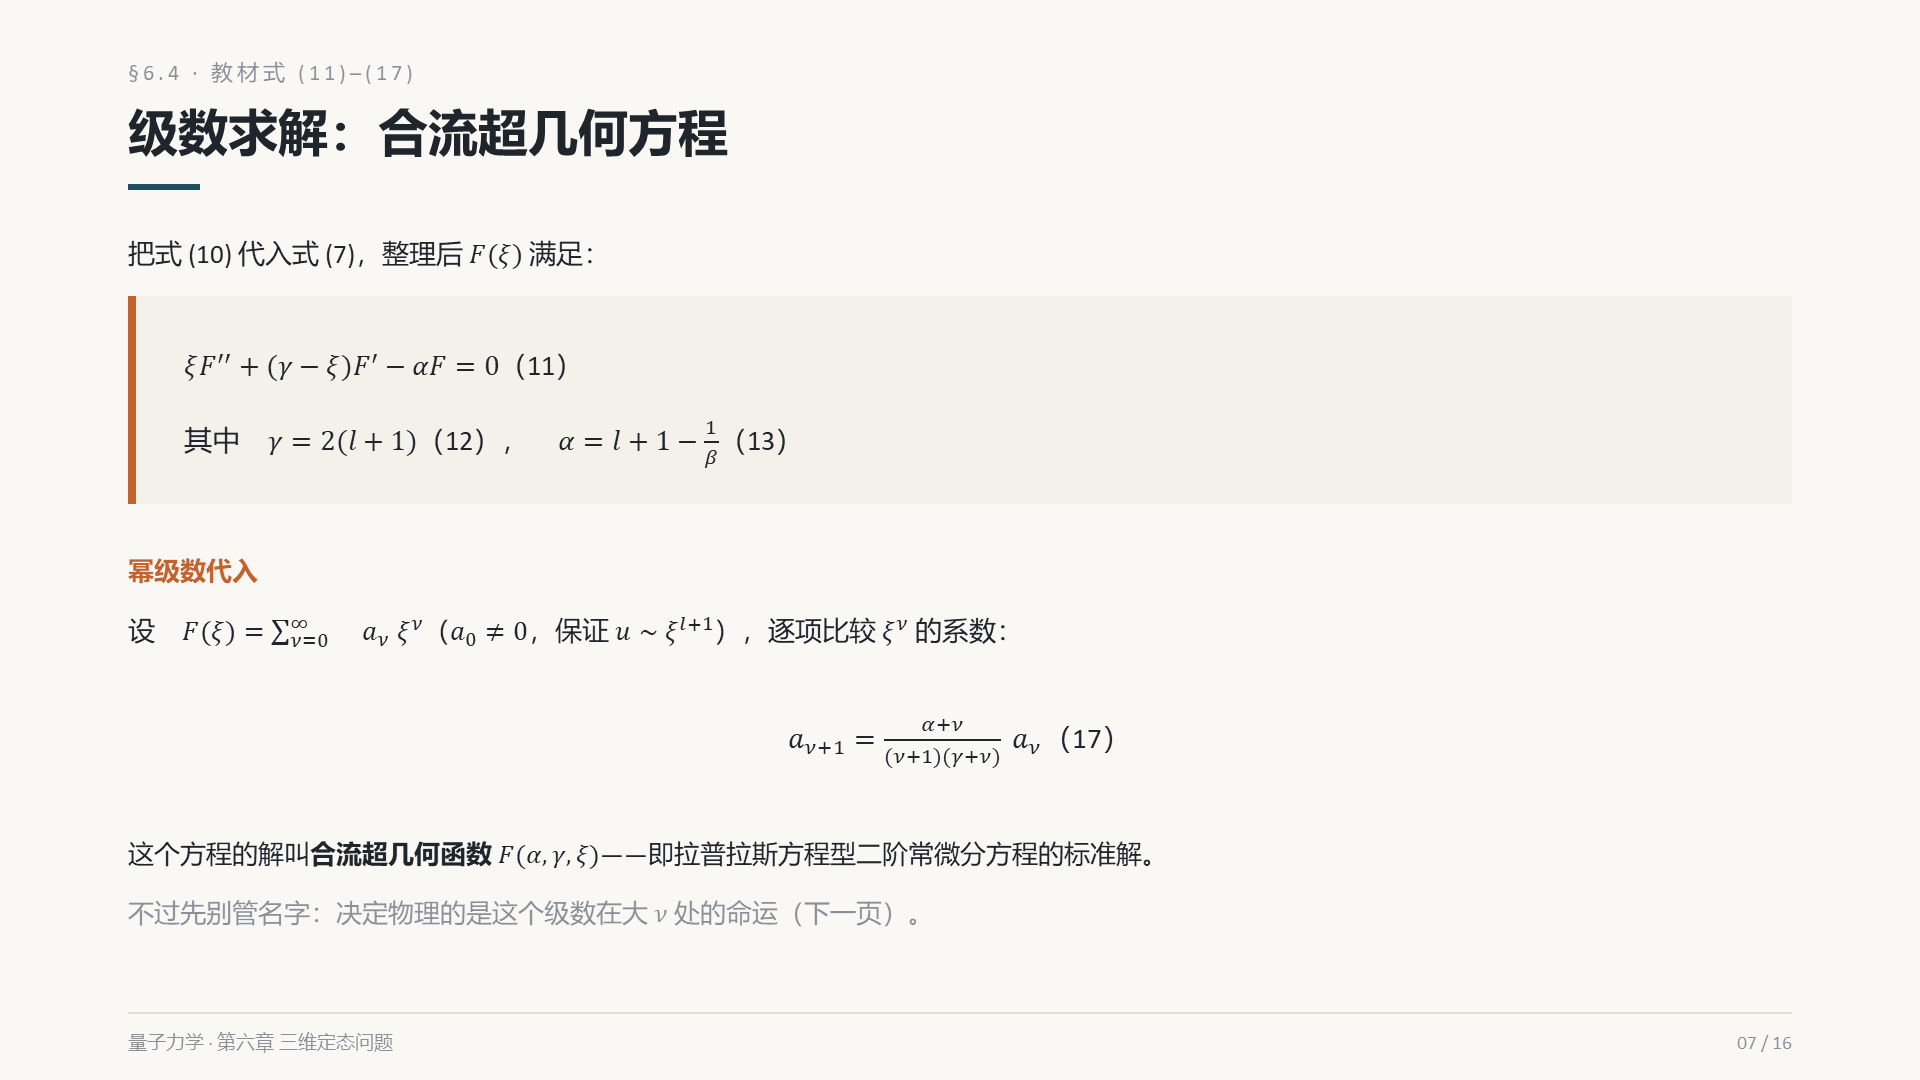 §6.4 · 教材式 (11)–(17)
级数求解：合流超几何方程
把式 (10) 代入式 (7)，整理后 F(ξ) 满足：
ξF′′ + (γ − ξ)F′ − αF = 0（11）
其中 γ = 2(l + 1)（12）， α = l + 1 − 1/β（13）
幂级数代入
设 F(ξ) = ∑_{ν=0}^{∞} a_ν ξ^ν（a_0 ≠ 0，保证 u ~ ξ^{l+1}），逐项比较 ξ^ν 的系数：
a_{ν+1} = (α+ν)/((ν+1)(γ+ν)) a_ν（17）
这个方程的解叫合流超几何函数 F(α, γ, ξ)——即拉普拉斯方程型二阶常微分方程的标准解。
不过先别管名字：决定物理的是这个级数在大 ν 处的命运（下一页）。
量子力学 · 第六章 三维定态问题
07 / 16